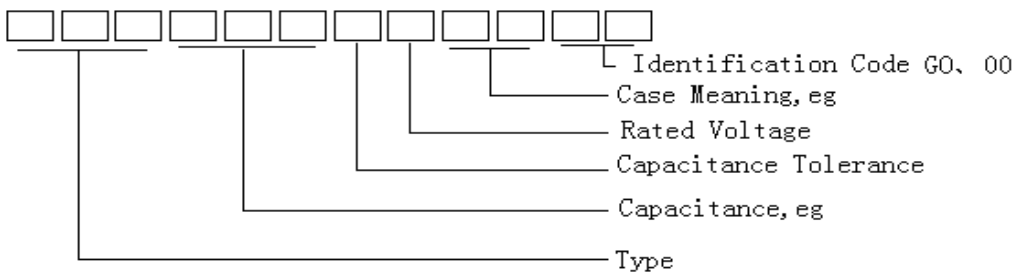 Identification Code GO、00
Case Meaning,eg
Rated Voltage
Capacitance Tolerance
Capacitance,eg
Type